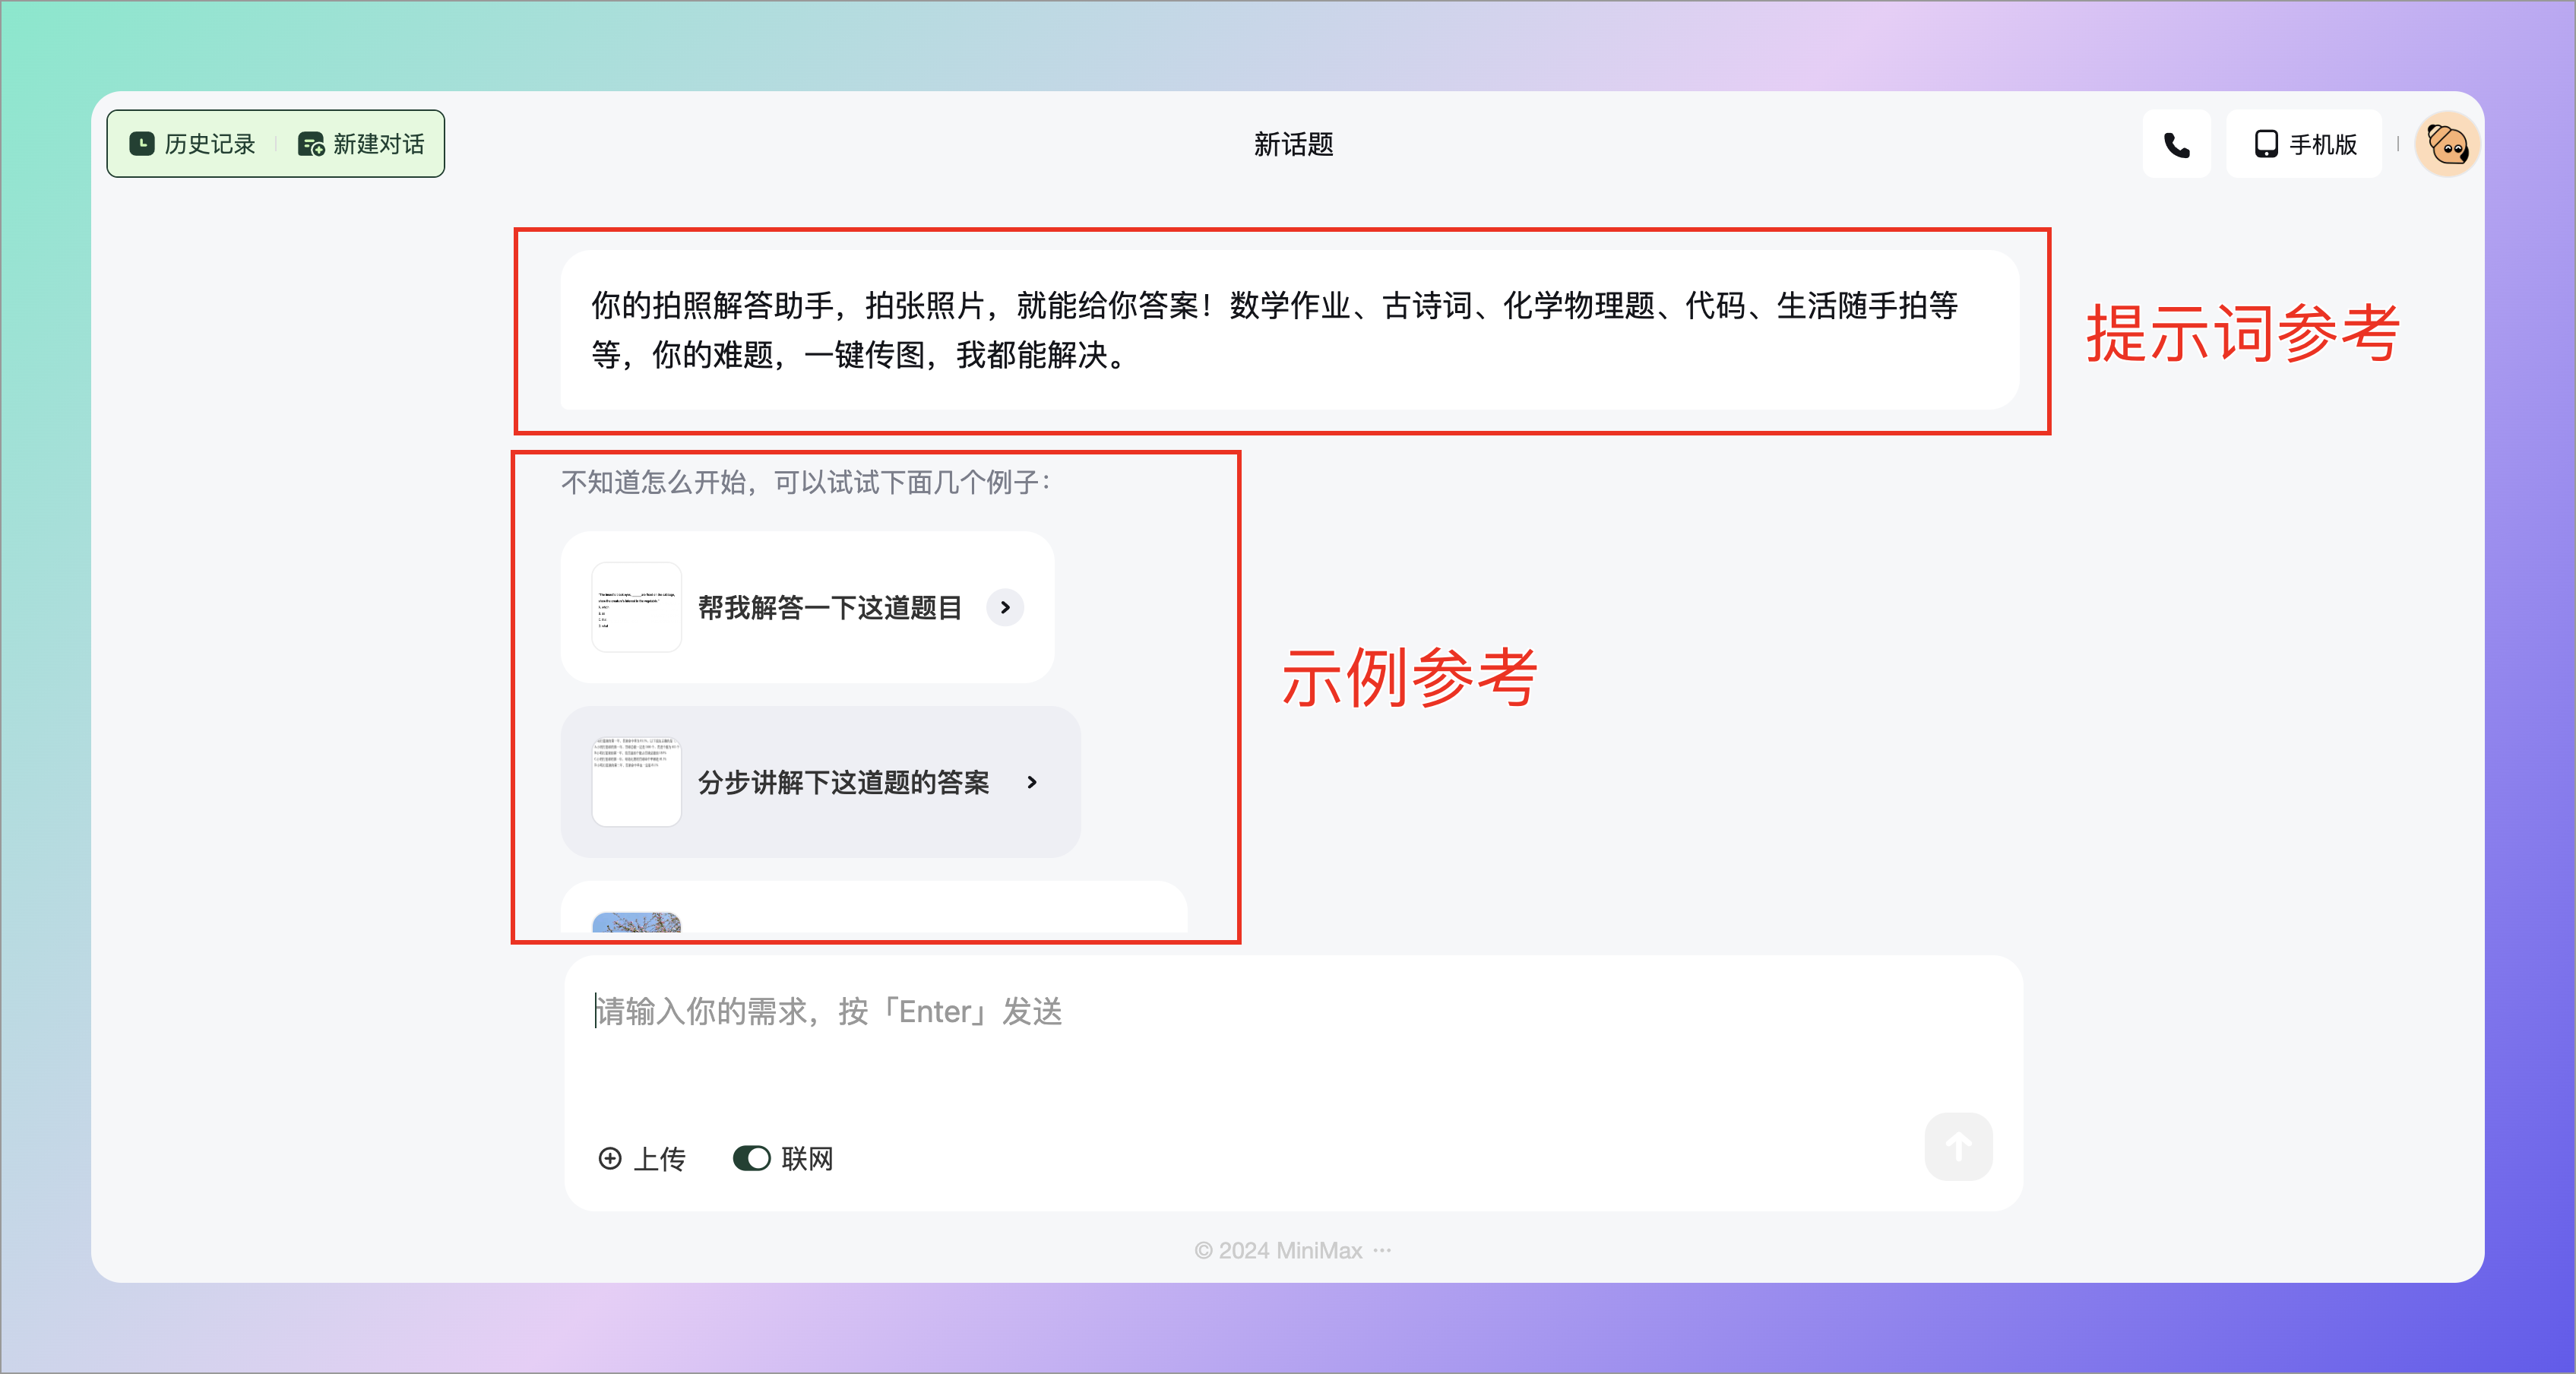 历史记录
新建对话
新话题
手机版
你的拍照解答助手，拍张照片，就能给你答案！数学作业、古诗词、化学物理题、代码、生活随手拍等
等，你的难题，一键传图，我都能解决。
提示词参考
不知道怎么开始，可以试试下面几个例子：
帮我解答一下这道题目
示例参考
分步讲解下这道题的答案
请输入你的需求，按「Enter」发送
上传
联网
© 2024 MiniMax ···